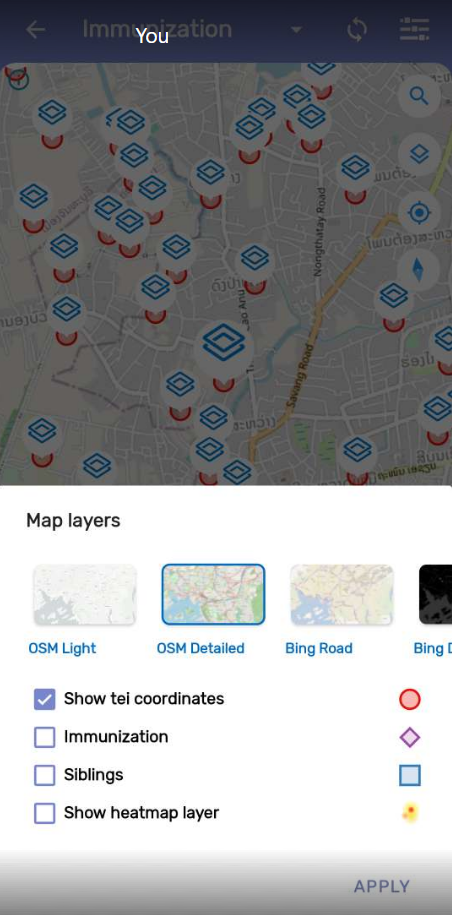 Immunization
You
Nongthatay Road
Savang Road
Map layers
OSM Light
OSM Detailed
Bing Road
Bing D
Show tei coordinates
Immunization
Siblings
Show heatmap layer
APPLY